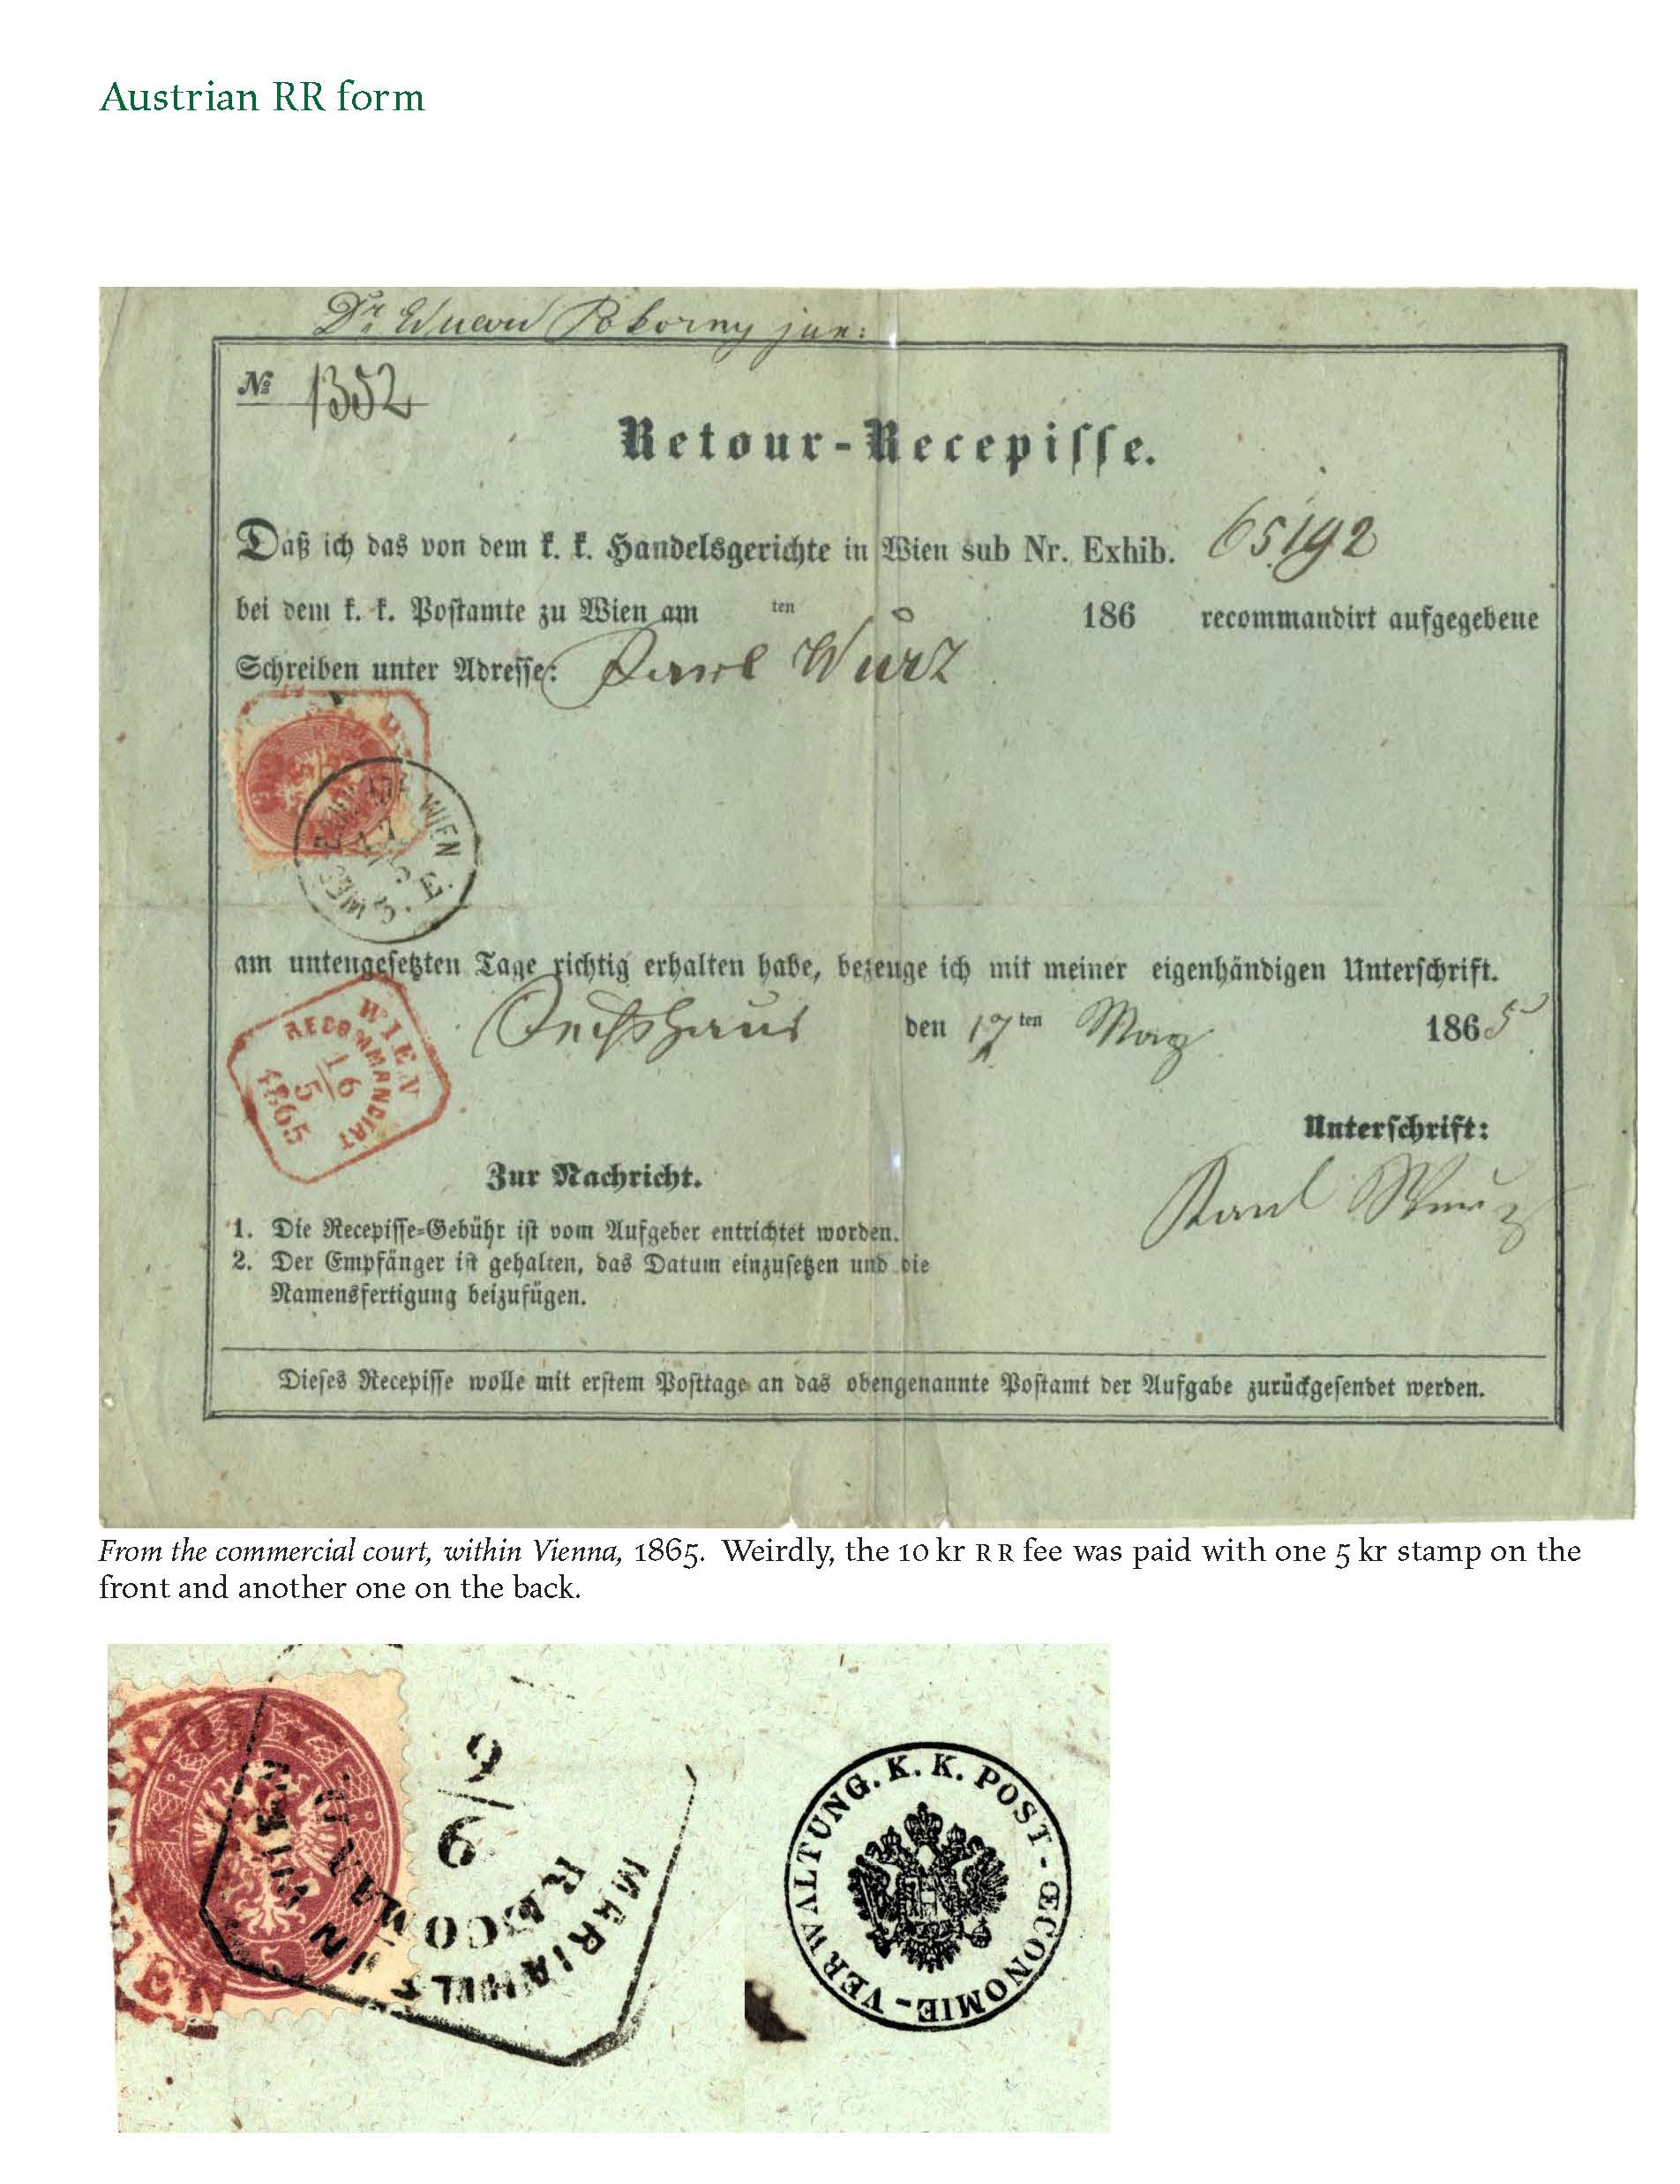 Austrian RR form
Dr. Eduard Pokorny jun:
No 1352
Retour-Recepisse.
Daß ich das von dem k. k. Handelsgerichte in Wien sub Nr. Exhib. 65192
bei dem k. k. Postamte zu Wien am ten 186 recommandirt aufgegebene
Schreiben unter Adresse: Karl Wurz
WIEN
am untengesetzten Tage richtig erhalten habe, bezeuge ich mit meiner eigenhändigen Unterschrift.
den 17ten May 1865
WIEN
RECOMMANDIRT
16
5
1865
Unterschrift:
Karl Wurz
Zur Nachricht.
1. Die Recepisse-Gebühr ist vom Aufgeber entrichtet worden.
2. Der Empfänger ist gehalten, das Datum einzusetzen und die
Namensfertigung beizufügen.
Dieses Recepisse wolle mit erstem Posttage an das obengenannte Postamt der Aufgabe zurückgesendet werden.
From the commercial court, within Vienna, 1865. Weirdly, the 10 kr RR fee was paid with one 5 kr stamp on the
front and another one on the back.
MARIAHILF
K. K. POST-ŒCONOMIE-VERWALTUNG.